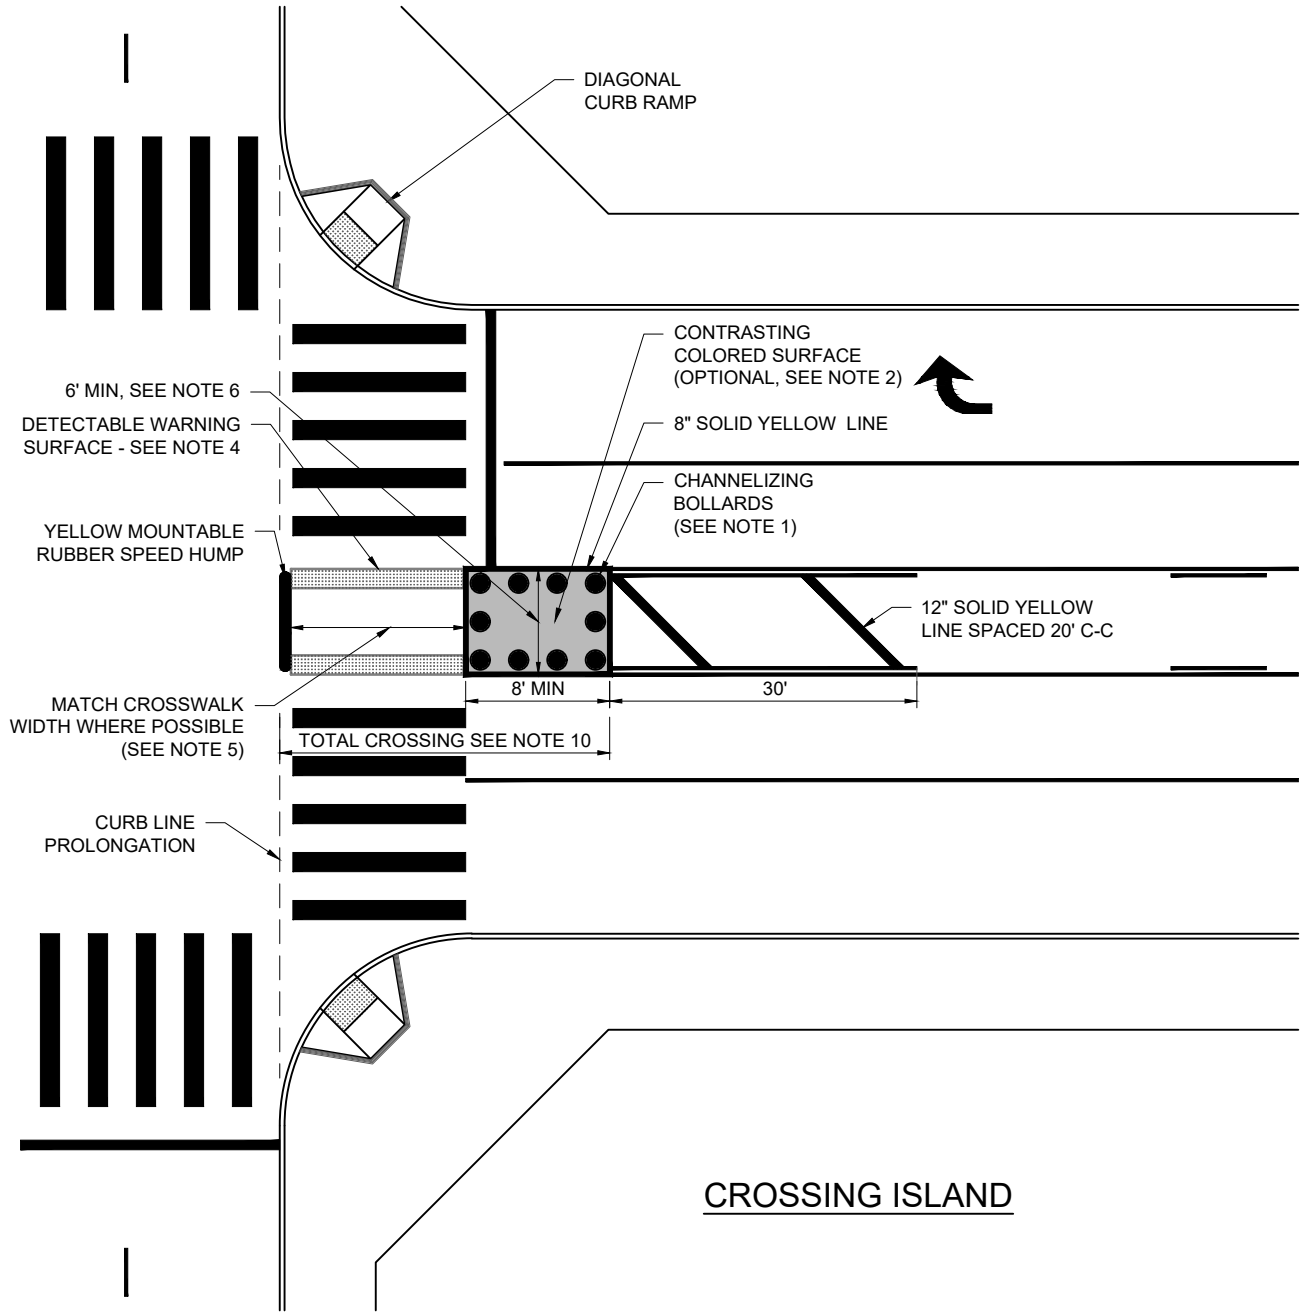 DIAGONAL
CURB RAMP
CONTRASTING
COLORED SURFACE
(OPTIONAL, SEE NOTE 2)
6' MIN, SEE NOTE 6
DETECTABLE WARNING
SURFACE - SEE NOTE 4
8" SOLID YELLOW LINE
CHANNELIZING
BOLLARDS
(SEE NOTE 1)
YELLOW MOUNTABLE
RUBBER SPEED HUMP
12" SOLID YELLOW
LINE SPACED 20' C-C
8' MIN
30'
MATCH CROSSWALK
WIDTH WHERE POSSIBLE
(SEE NOTE 5)
TOTAL CROSSING SEE NOTE 10
CURB LINE
PROLONGATION
CROSSING ISLAND